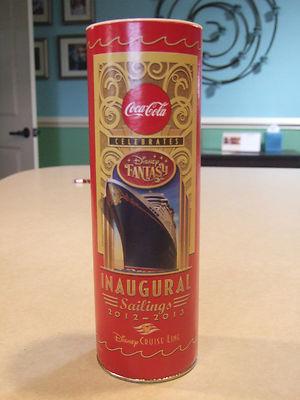 Coca-Cola
CELEBRATES
Disney
FANTASY
INAUGURAL
Sailings
2012-2013
Disney CRUISE LINE